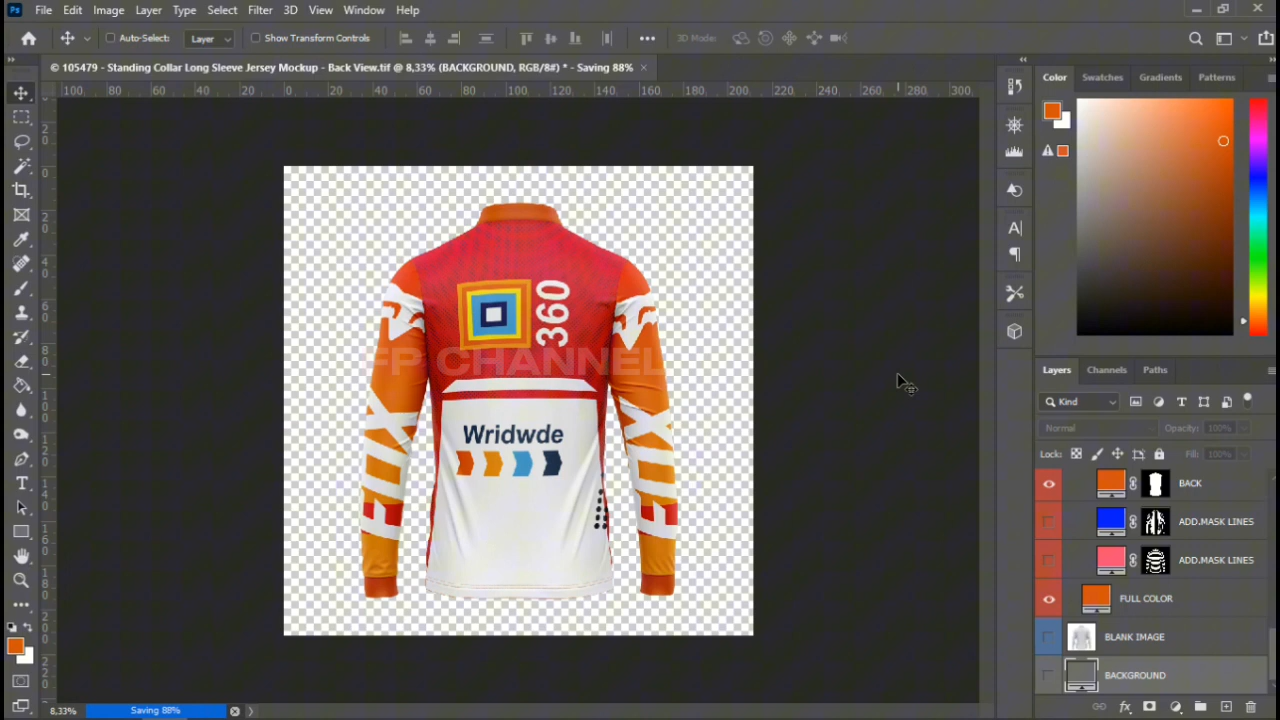 Ps File Edit Image Layer Type Select Filter 3D View Window Help
Auto-Select: Layer Show Transform Controls 3D Mode:
© 105479 - Standing Collar Long Sleeve Jersey Mockup - Back View.tif @ 8,33% (BACKGROUND, RGB/8#) * - Saving 88% ×
100 80 60 40 20 0 20 40 60 80 100 120 140 160 180 200 220 240 260 280 300
Color Swatches Gradients Patterns
360
FP CHANNEL
Wridwde
Layers Channels Paths
Kind
Normal Opacity: 100%
Lock: Fill: 100%
BACK
ADD.MASK LINES
ADD.MASK LINES
FULL COLOR
BLANK IMAGE
BACKGROUND
8,33% Saving 88%